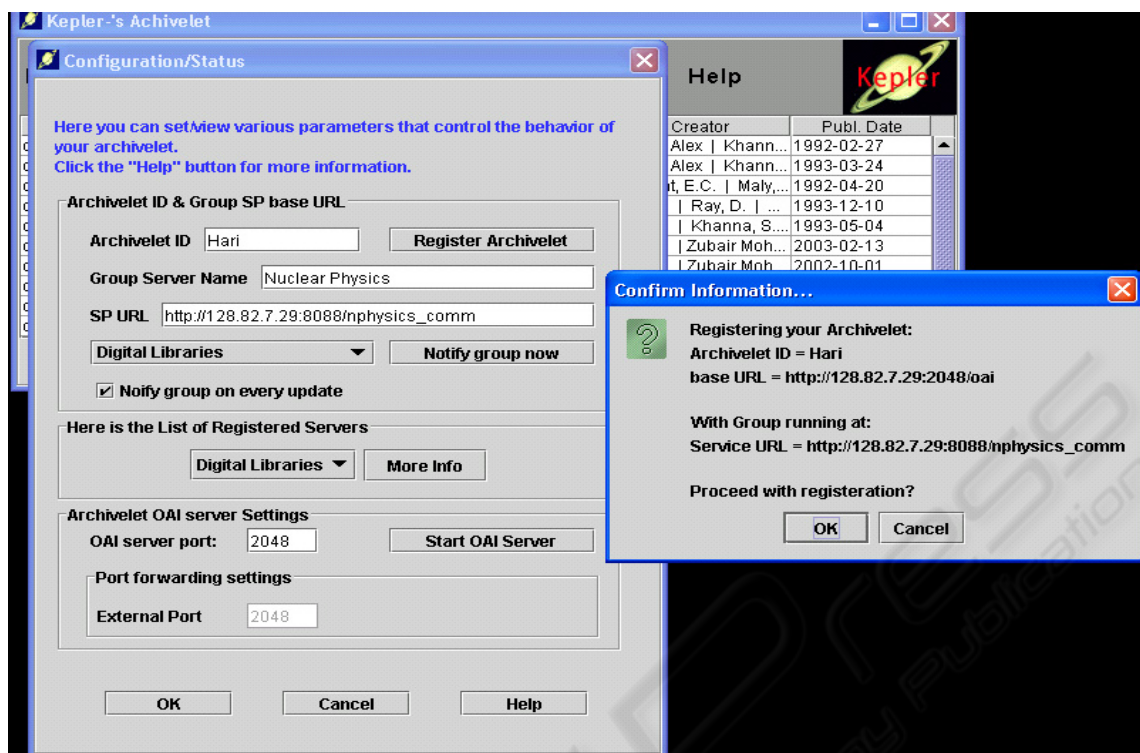 Kepler-'s Achivelet
Help
Kepler
Creator Publ. Date
Alex | Khann... 1992-02-27
Alex | Khann... 1993-03-24
t, E.C. | Maly,... 1992-04-20
| Ray, D. | ... 1993-12-10
| Khanna, S.... 1993-05-04
| Zubair Moh... 2003-02-13
| Zubair Moh... 2002-10-01
Configuration/Status
Here you can set/view various parameters that control the behavior of
your archivelet.
Click the "Help" button for more information.
Archivelet ID & Group SP base URL
Archivelet ID Hari Register Archivelet
Group Server Name Nuclear Physics
SP URL http://128.82.7.29:8088/nphysics_comm
Digital Libraries Notify group now
Noify group on every update
Here is the List of Registered Servers
Digital Libraries More Info
Archivelet OAI server Settings
OAI server port: 2048 Start OAI Server
Port forwarding settings
External Port 2048
OK Cancel Help
Confirm Information...
Registering your Archivelet:
Archivelet ID = Hari
base URL = http://128.82.7.29:2048/oai
With Group running at:
Service URL = http://128.82.7.29:8088/nphysics_comm
Proceed with registeration?
OK Cancel